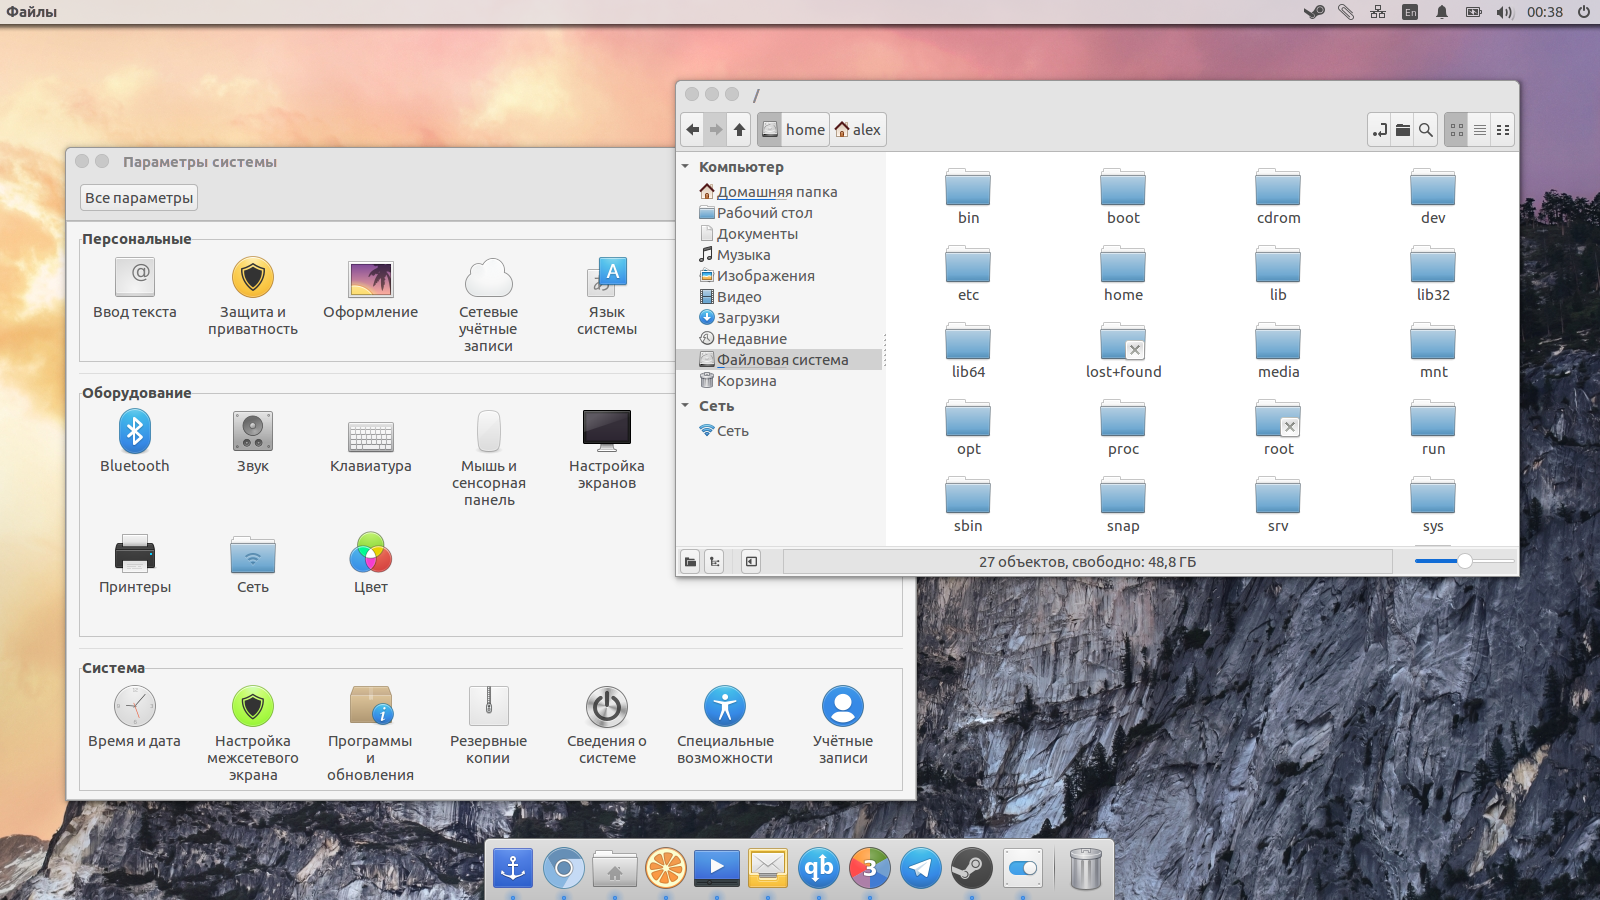 Файлы
En
00:38
/
home
alex
Компьютер
Домашняя папка
Рабочий стол
Документы
Музыка
Изображения
Видео
Загрузки
Недавние
Файловая система
Корзина
Сеть
Сеть
bin
boot
cdrom
dev
etc
home
lib
lib32
lib64
lost+found
media
mnt
opt
proc
root
run
sbin
snap
srv
sys
27 объектов, свободно: 48,8 ГБ
Параметры системы
Все параметры
Персональные
Ввод текста
Защита и
приватность
Оформление
Сетевые
учётные
записи
A
Язык
системы
Оборудование
Bluetooth
Звук
Клавиатура
Мышь и
сенсорная
панель
Настройка
экранов
Принтеры
Сеть
Цвет
Система
Время и дата
Настройка
межсетевого
экрана
Программы
и
обновления
Резервные
копии
Сведения о
системе
Специальные
возможности
Учётные
записи
qb
3